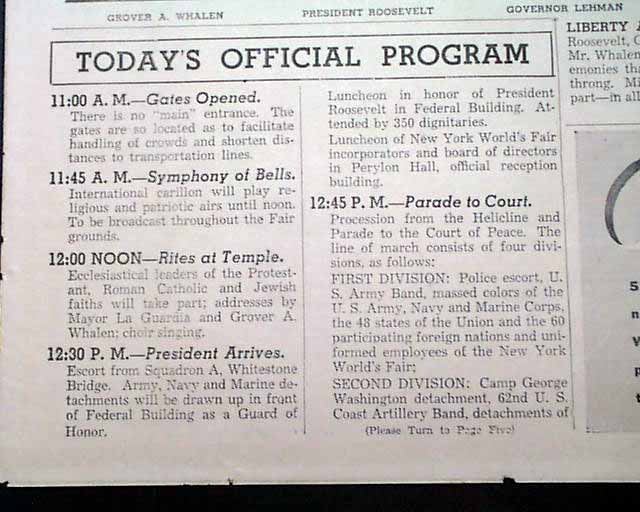 GROVER A. WHALEN
PRESIDENT ROOSEVELT
GOVERNOR LEHMAN
TODAY'S OFFICIAL PROGRAM
11:00 A. M.—Gates Opened.
There is no "main" entrance. The
gates are so located as to facilitate
handling of crowds and shorten dis-
tances to transportation lines.
11:45 A. M.—Symphony of Bells.
International carillon will play re-
ligious and patriotic airs until noon.
To be broadcast throughout the Fair
grounds.
12:00 NOON—Rites at Temple.
Ecclesiastical leaders of the Protest-
ant, Roman Catholic and Jewish
faiths will take part; addresses by
Mayor La Guardia and Grover A.
Whalen; choir singing.
12:30 P. M.—President Arrives.
Escort from Squadron A, Whitestone
Bridge. Army, Navy and Marine de-
tachments will be drawn up in front
of Federal Building as a Guard of
Honor.
Luncheon in honor of President
Roosevelt in Federal Building. At-
tended by 350 dignitaries.
Luncheon of New York World's Fair
incorporators and board of directors
in Perylon Hall, official reception
building.
12:45 P. M.—Parade to Court.
Procession from the Helicline and
Parade to the Court of Peace. The
line of march consists of four divi-
sions, as follows:
FIRST DIVISION: Police escort, U.
S. Army Band, massed colors of the
U. S. Army, Navy and Marine Corps,
the 48 states of the Union and the 60
participating foreign nations and uni-
formed employees of the New York
World's Fair;
SECOND DIVISION: Camp George
Washington detachment, 62nd U. S.
Coast Artillery Band, detachments of
(Please Turn to Page Five)
LIBERTY
Roosevelt,
Mr. Whalen
emonies
throng.
part—in all